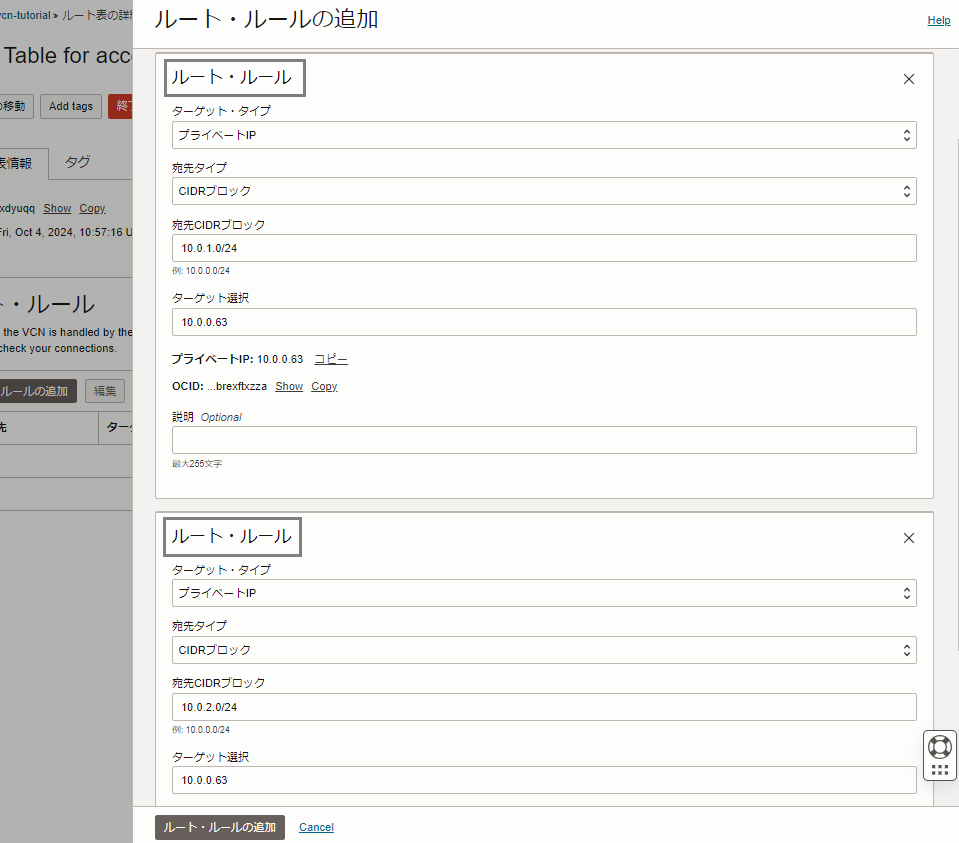 vcn-tutorial » ルート表の詳細
Table for acc
の移動
Add tags
終了
表情報
タグ
xdyuqq Show Copy
Fri, Oct 4, 2024, 10:57:16 U
ト・ルール
the VCN is handled by the
check your connections.
ルールの追加
編集
先
ターゲ
ルート・ルールの追加
Help
ルート・ルール
ターゲット・タイプ
プライベートIP
宛先タイプ
CIDRブロック
宛先CIDRブロック
10.0.1.0/24
例: 10.0.0.0/24
ターゲット選択
10.0.0.63
プライベートIP: 10.0.0.63 コピー
OCID: ...brexftxzza Show Copy
説明 Optional
最大255文字
ルート・ルール
ターゲット・タイプ
プライベートIP
宛先タイプ
CIDRブロック
宛先CIDRブロック
10.0.2.0/24
例: 10.0.0.0/24
ターゲット選択
10.0.0.63
ルート・ルールの追加
Cancel